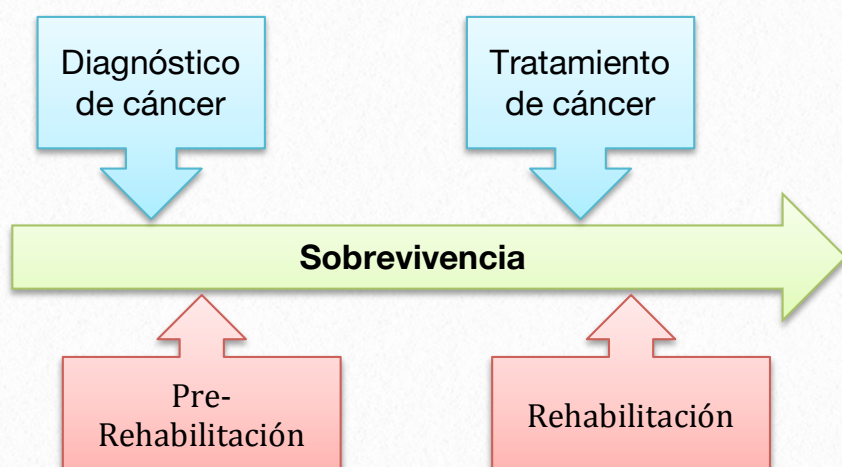 Diagnóstico
de cáncer
Tratamiento
de cáncer
Sobrevivencia
Pre-
Rehabilitación
Rehabilitación